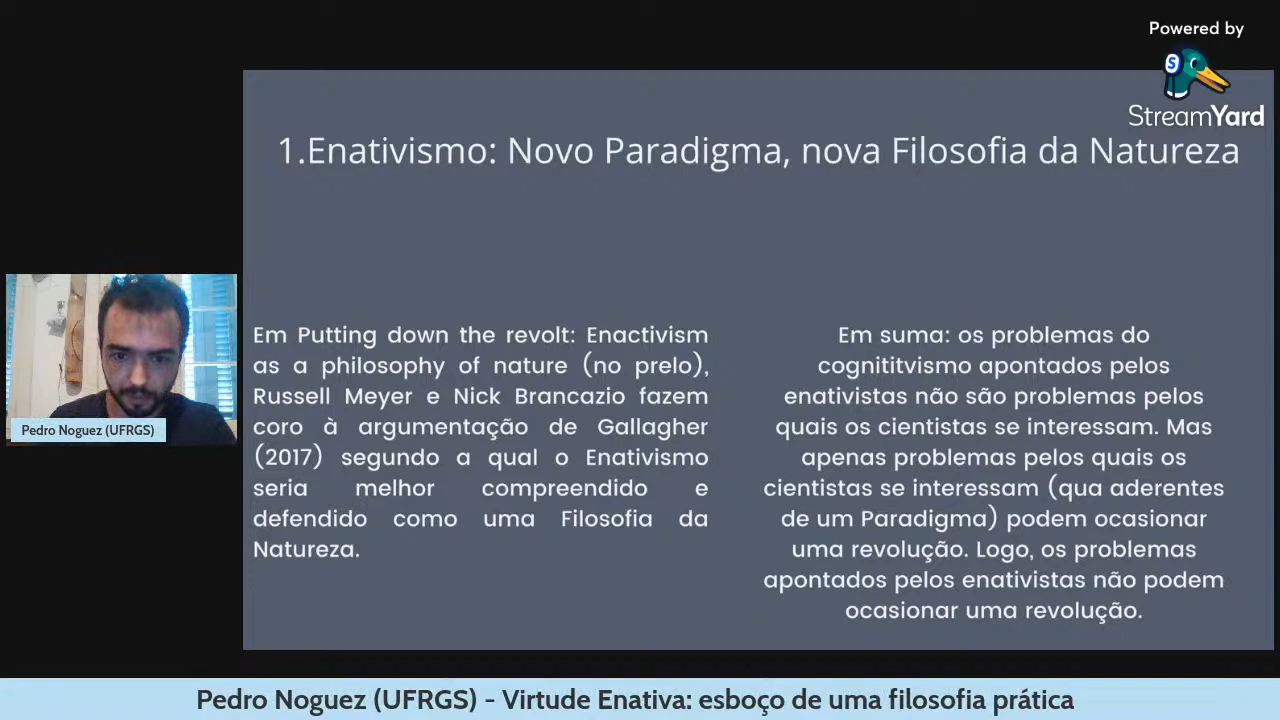 Powered by
S
StreamYard
1.Enativismo: Novo Paradigma, nova Filosofia da Natureza
Em Putting down the revolt: Enactivism
as a philosophy of nature (no prelo),
Russell Meyer e Nick Brancazio fazem
coro à argumentação de Gallagher
(2017) segundo a qual o Enativismo
seria melhor compreendido e
defendido como uma Filosofia da
Natureza.
Em suma: os problemas do
cognititvismo apontados pelos
enativistas não são problemas pelos
quais os cientistas se interessam. Mas
apenas problemas pelos quais os
cientistas se interessam (qua aderentes
de um Paradigma) podem ocasionar
uma revolução. Logo, os problemas
apontados pelos enativistas não podem
ocasionar uma revolução.
Pedro Noguez (UFRGS)
Pedro Noguez (UFRGS) - Virtude Enativa: esboço de uma filosofia prática